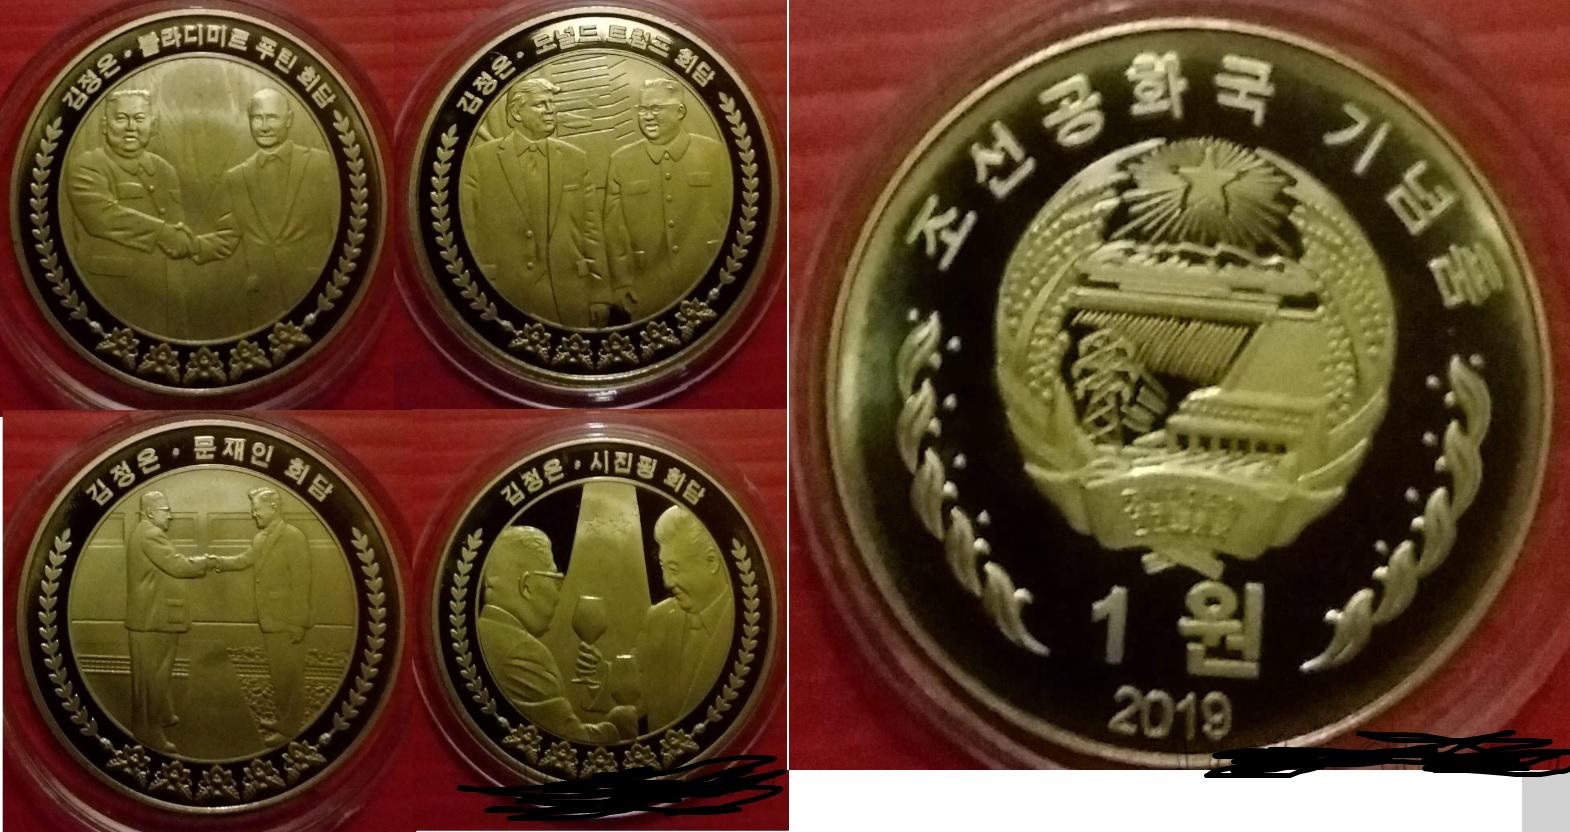 김정은 · 블라디미르 푸틴 회담
김정은 · 도널드 트럼프 회담
김정은 · 문재인 회담
김정은 · 시진핑 회담
조선공화국 기념품
1 원
2019